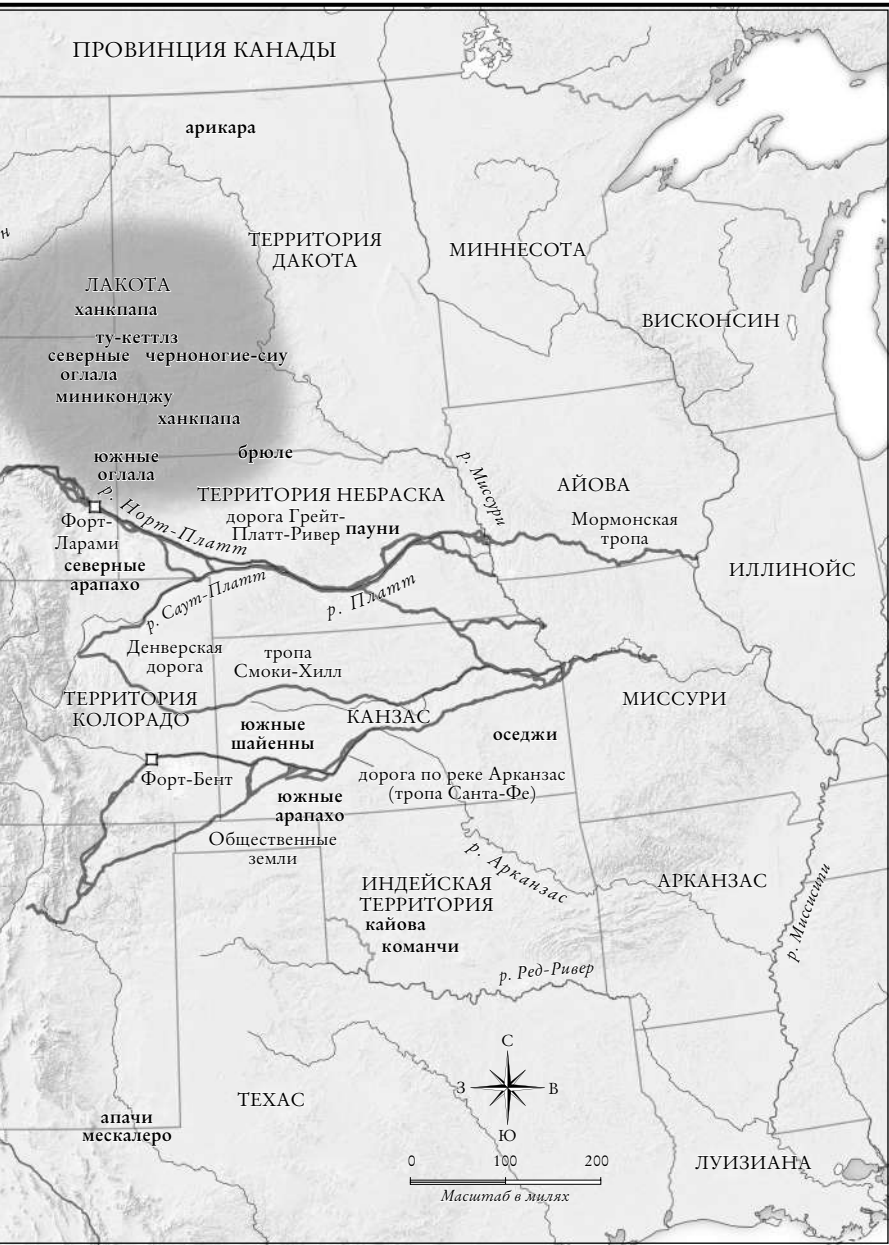 ПРОВИНЦИЯ КАНАДЫ
арикара
н
ТЕРРИТОРИЯ
ДАКОТА
МИННЕСОТА
ЛАКОТА
ханкпапа
ВИСКОНСИН
ту-кеттлз
северные
оглала
черноногие-сиу
миниконджу
ханкпапа
южные
оглала
брюле
р. Миссури
АЙОВА
р. Норт-Платт
ТЕРРИТОРИЯ НЕБРАСКА
дорога Грейт-
Платт-Ривер
пауни
Мормонская
тропа
Форт-
Ларами
северные
арапахо
ИЛЛИНОЙС
р. Саут-Платт
р. Платт
Денверская
дорога
тропа
Смоки-Хилл
ТЕРРИТОРИЯ
КОЛОРАДО
МИССУРИ
южные
шайенны
КАНЗАС
оседжи
Форт-Бент
дорога по реке Арканзас
(тропа Санта-Фе)
южные
арапахо
Общественные
земли
р. Арканзас
ИНДЕЙСКАЯ
ТЕРРИТОРИЯ
АРКАНЗАС
кайова
команчи
р. Миссисипи
р. Ред-Ривер
С
З
В
Ю
ТЕХАС
апачи
мескалеро
0 100 200
Масштаб в милях
ЛУИЗИАНА